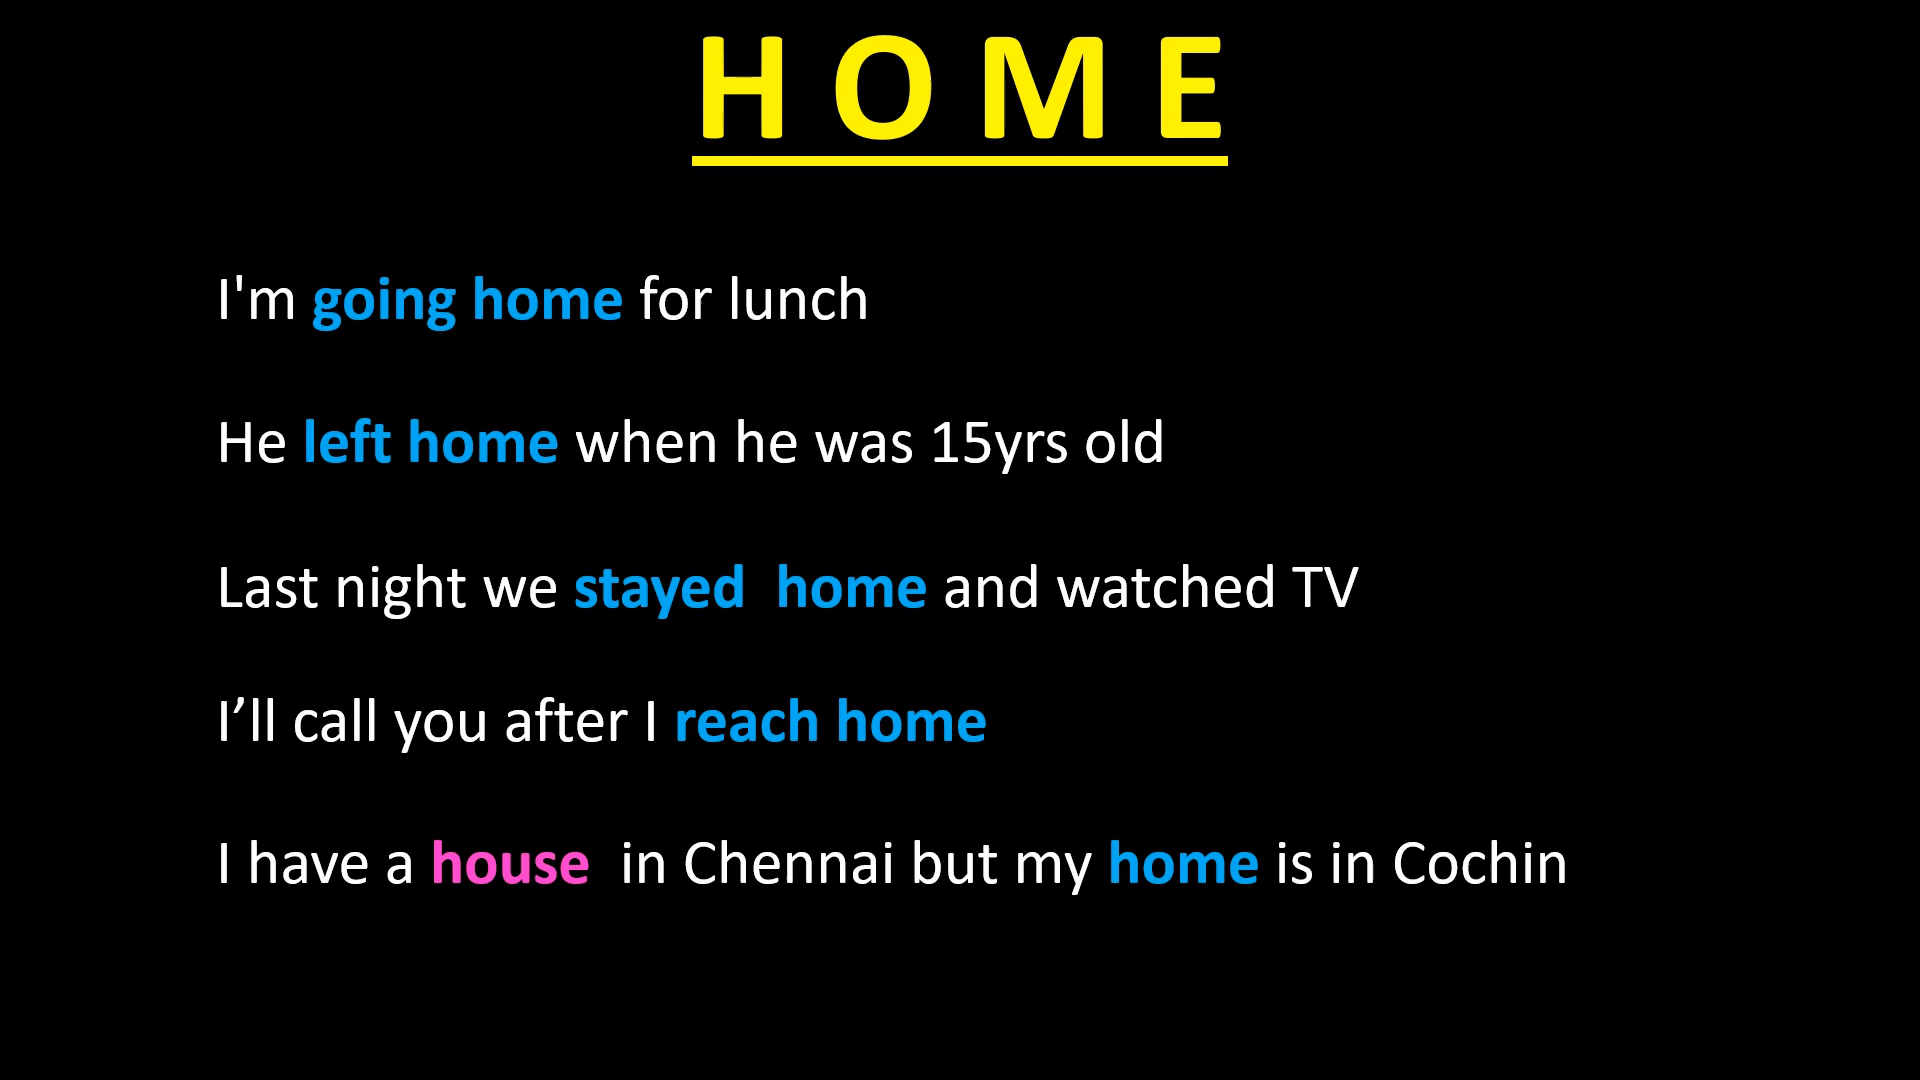 H O M E
I'm going home for lunch
He left home when he was 15yrs old
Last night we stayed  home and watched TV
I’ll call you after I reach home
I have a house  in Chennai but my home is in Cochin